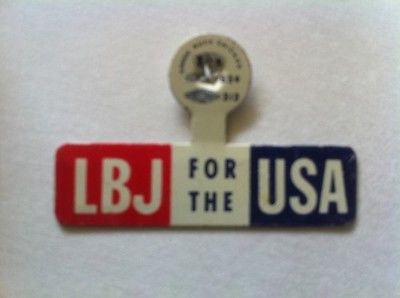 LBJ FOR THE USA